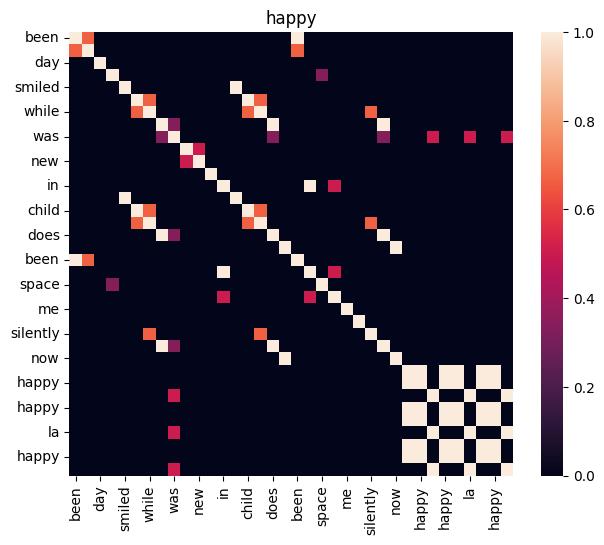 happy
been
day
smiled
while
was
new
in
child
does
been
space
me
silently
now
happy
happy
la
happy
1.0
0.8
0.6
0.4
0.2
0.0
been day smiled while was new in child does been space me silently now happy happy la happy